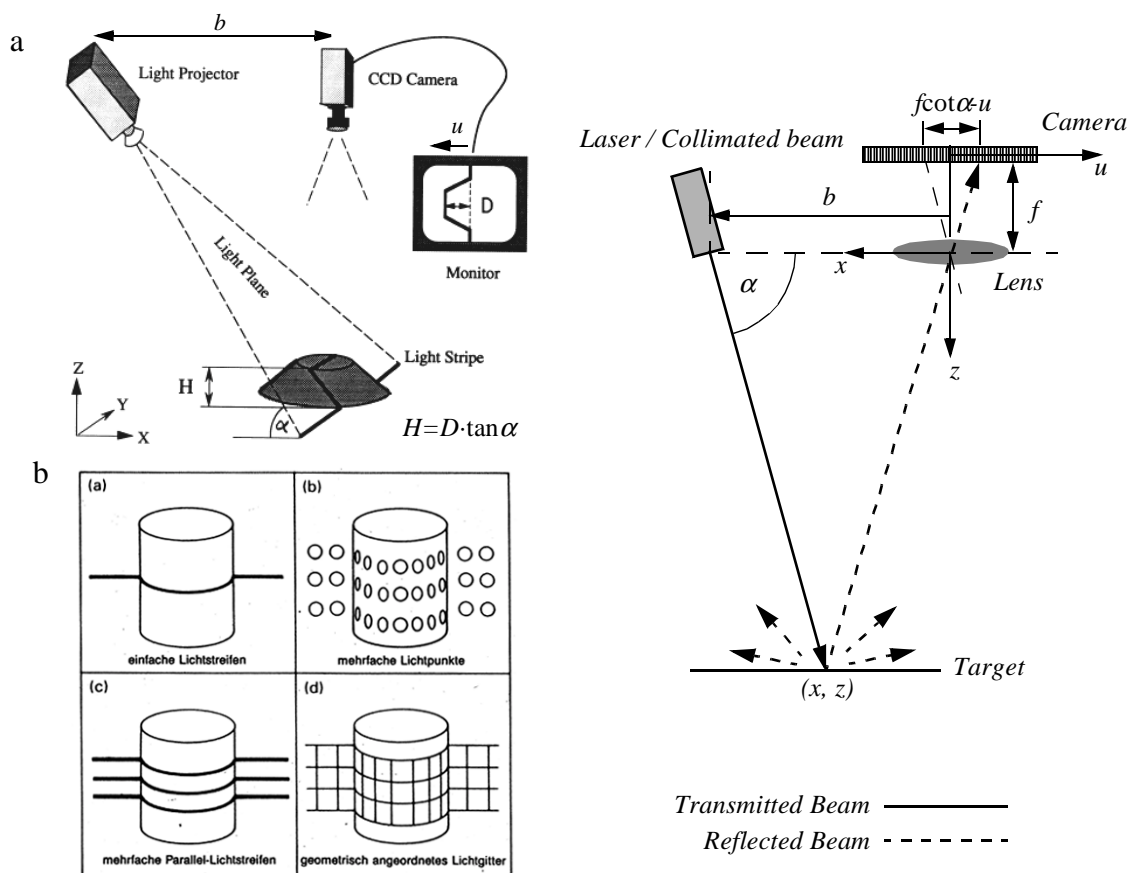 a
b
Light Projector
CCD Camera
u
D
Monitor
Light Plane
Light Stripe
H
α
Z
Y
X
H=D·tanα
b
(a)
einfache Lichtstreifen
(b)
mehrfache Lichtpunkte
(c)
mehrfache Parallel-Lichtstreifen
(d)
geometrisch angeordnetes Lichtgitter
fcotα-u
Camera
Laser / Collimated beam
u
b
f
x
α
Lens
z
Target
(x, z)
Transmitted Beam
Reflected Beam